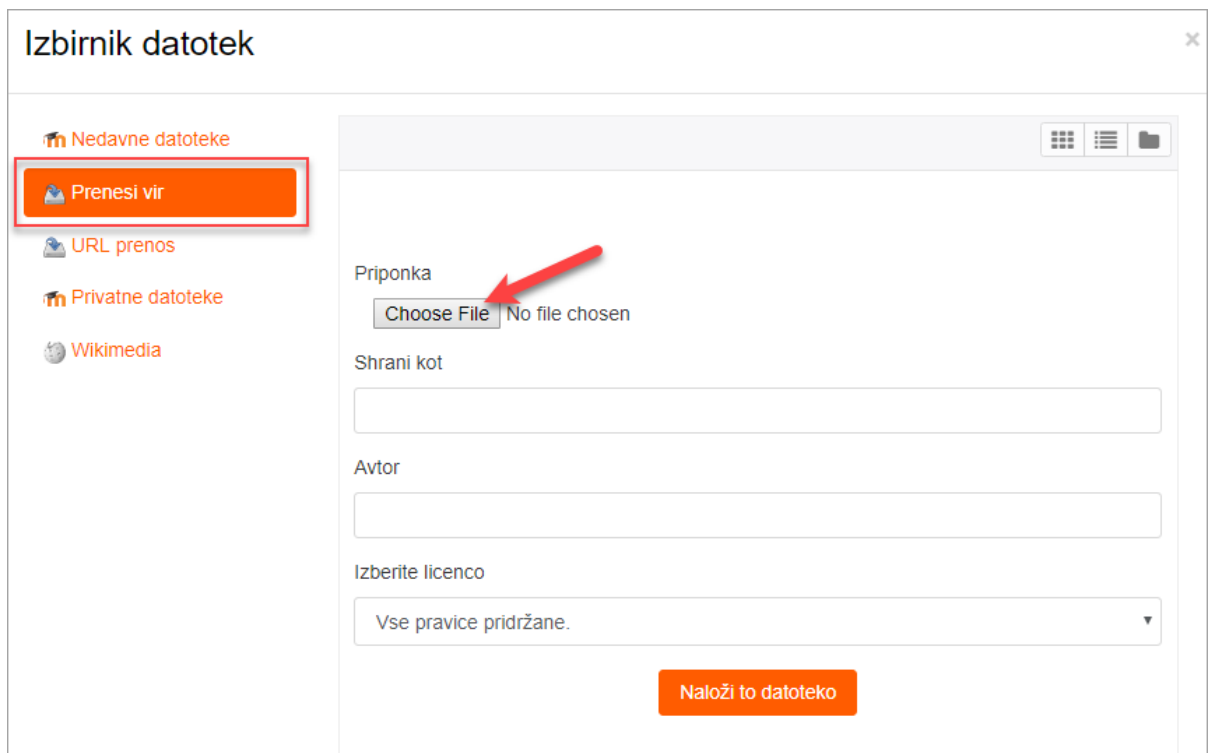 Izbirnik datotek
×
Nedavne datoteke
Prenesi vir
URL prenos
Privatne datoteke
Wikimedia
Priponka
Choose File No file chosen
Shrani kot
Avtor
Izberite licenco
Vse pravice pridržane.
Naloži to datoteko